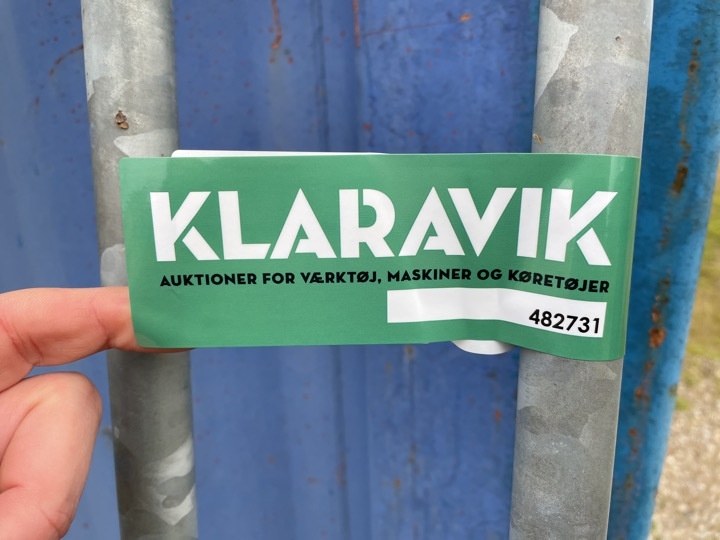 KLARAVIK
AUKTIONER FOR VÆRKTØJ, MASKINER OG KØRETØJER
482731